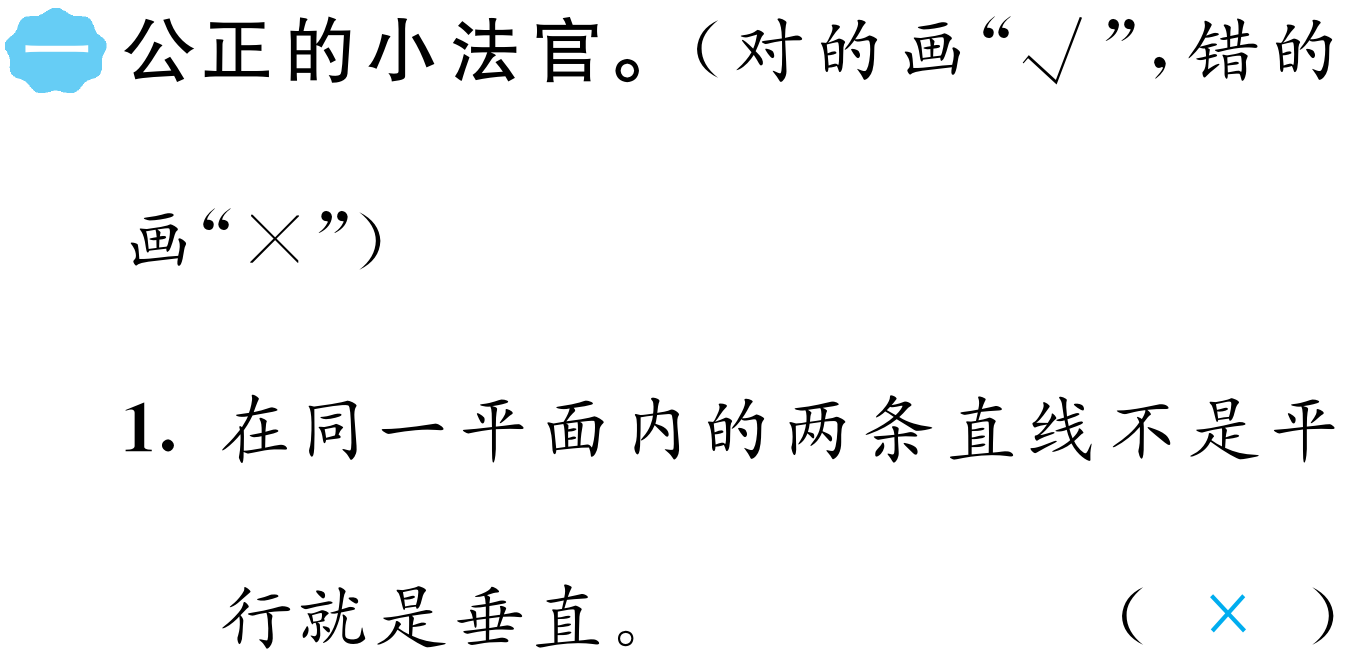 一 公正的小法官。（对的画“√”，错的
画“×”）
1. 在同一平面内的两条直线不是平
行就是垂直。 （ × ）